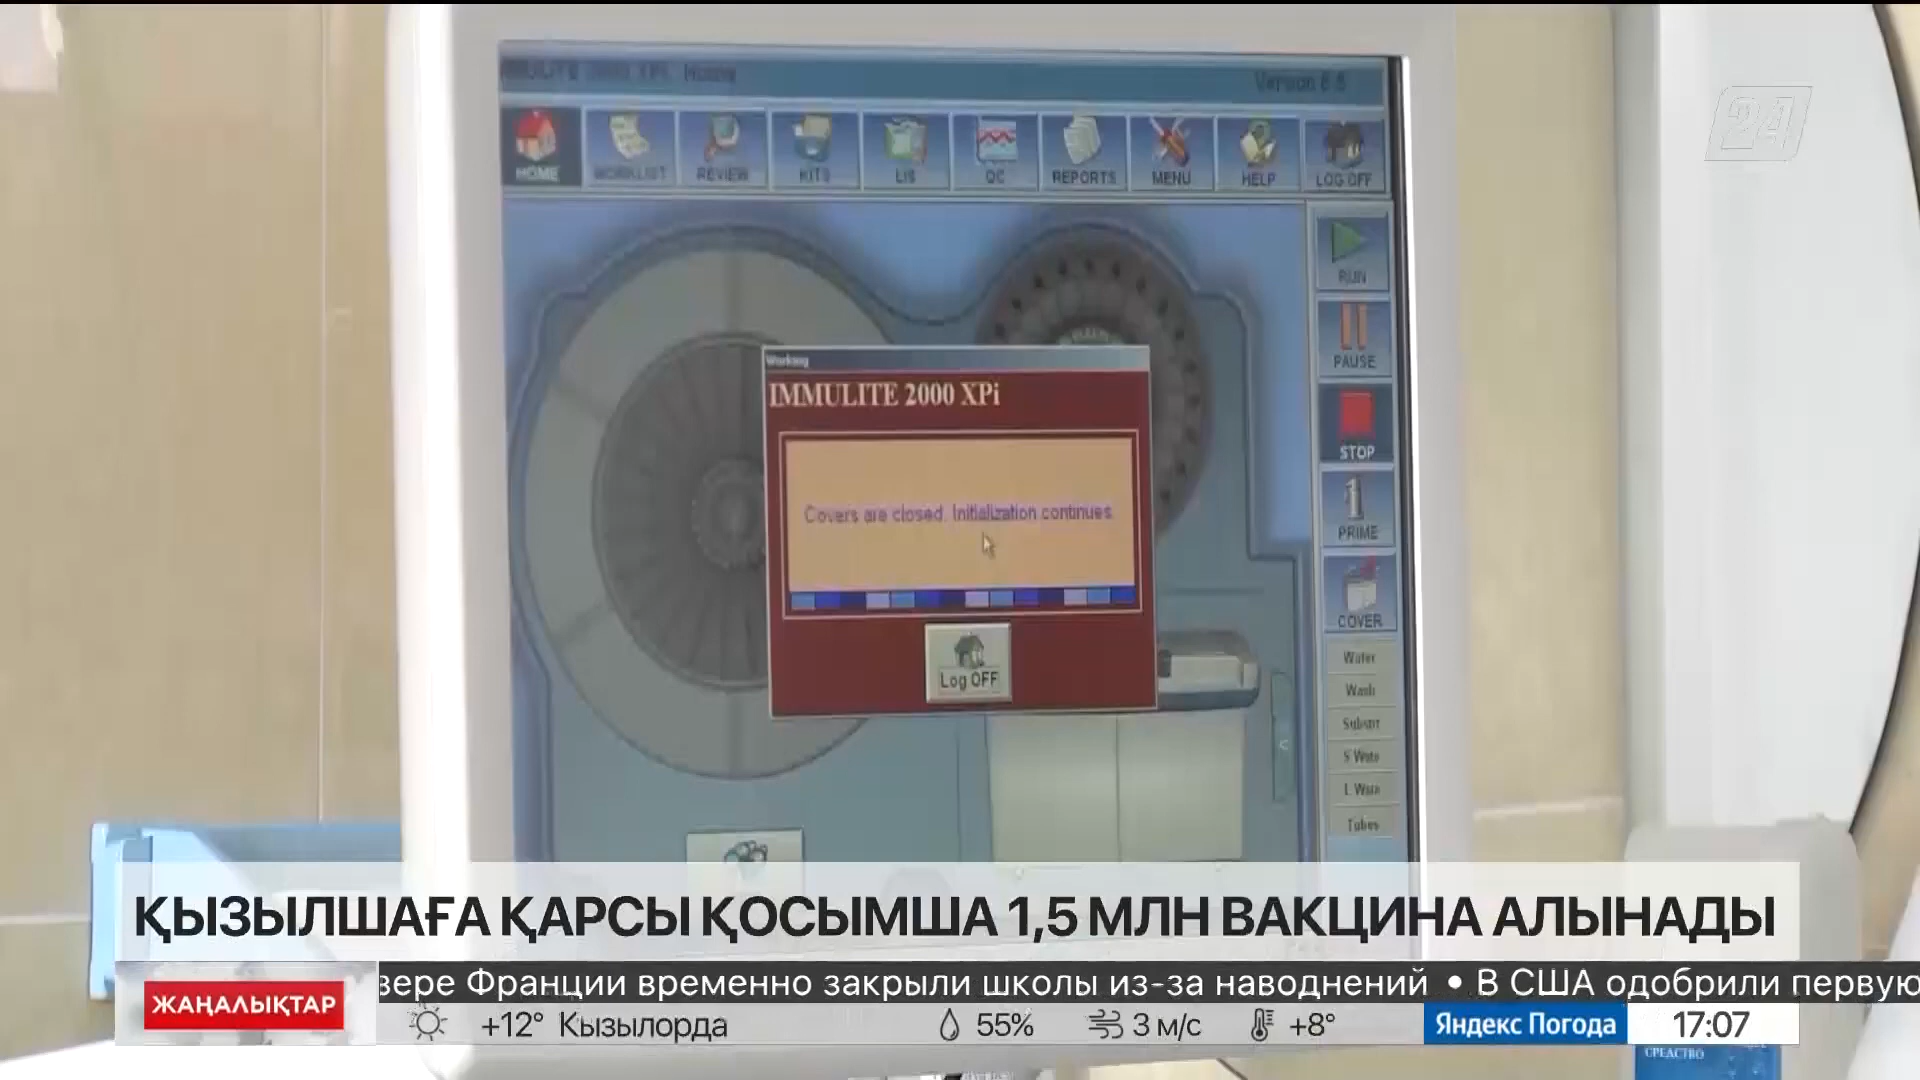 IMMULITE 2000 XPi Home
Version 6.5
24
HOME WORKLIST REVIEW KITS LIS QC REPORTS MENU HELP LOG OFF
RUN
PAUSE
STOP
PRIME
COVER
Water
Wash
Substr
Tubes
Working
IMMULITE 2000 XPi
Covers are closed. Initialization continues.
Log OFF
ҚЫЗЫЛШАҒА ҚАРСЫ ҚОСЫМША 1,5 МЛН ВАКЦИНА АЛЫНАДЫ
ЖАҢАЛЫҚТАР
вере Франции временно закрыли школы из-за наводнений • В США одобрили первую
+12° Кызылорда 55% 3 м/с +8° Яндекс Погода 17:07
СРЕДСТВО